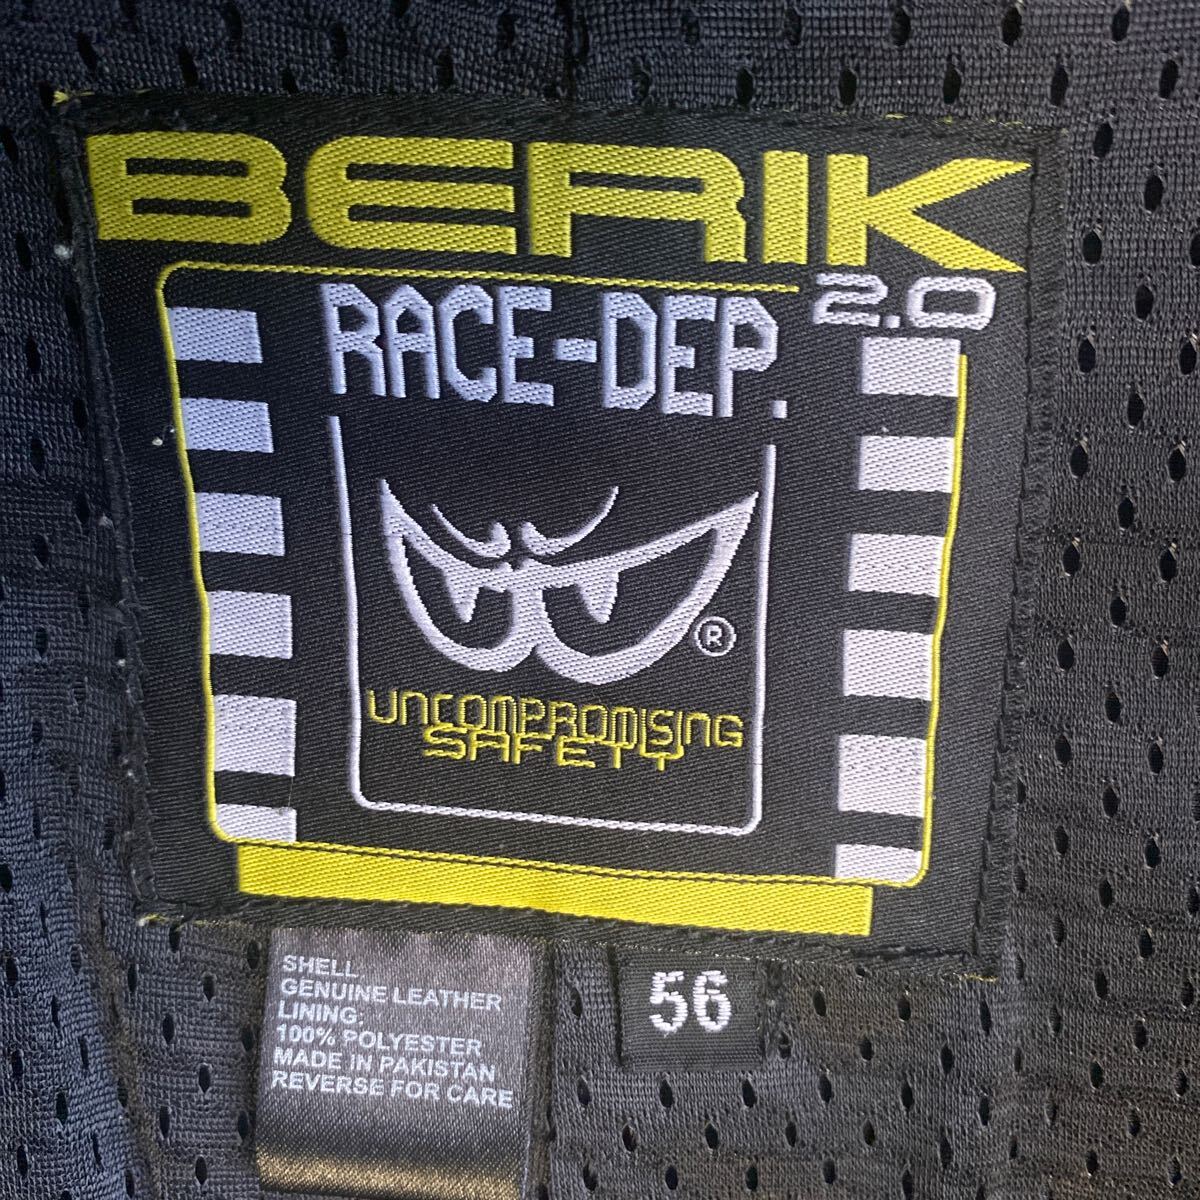 BERIK
2.0
RACE-DEP.
®
UNCOMPROMISING
SAFETY
SHELL
GENUINE LEATHER
LINING.
100% POLYESTER
MADE IN PAKISTAN
REVERSE FOR CARE
56